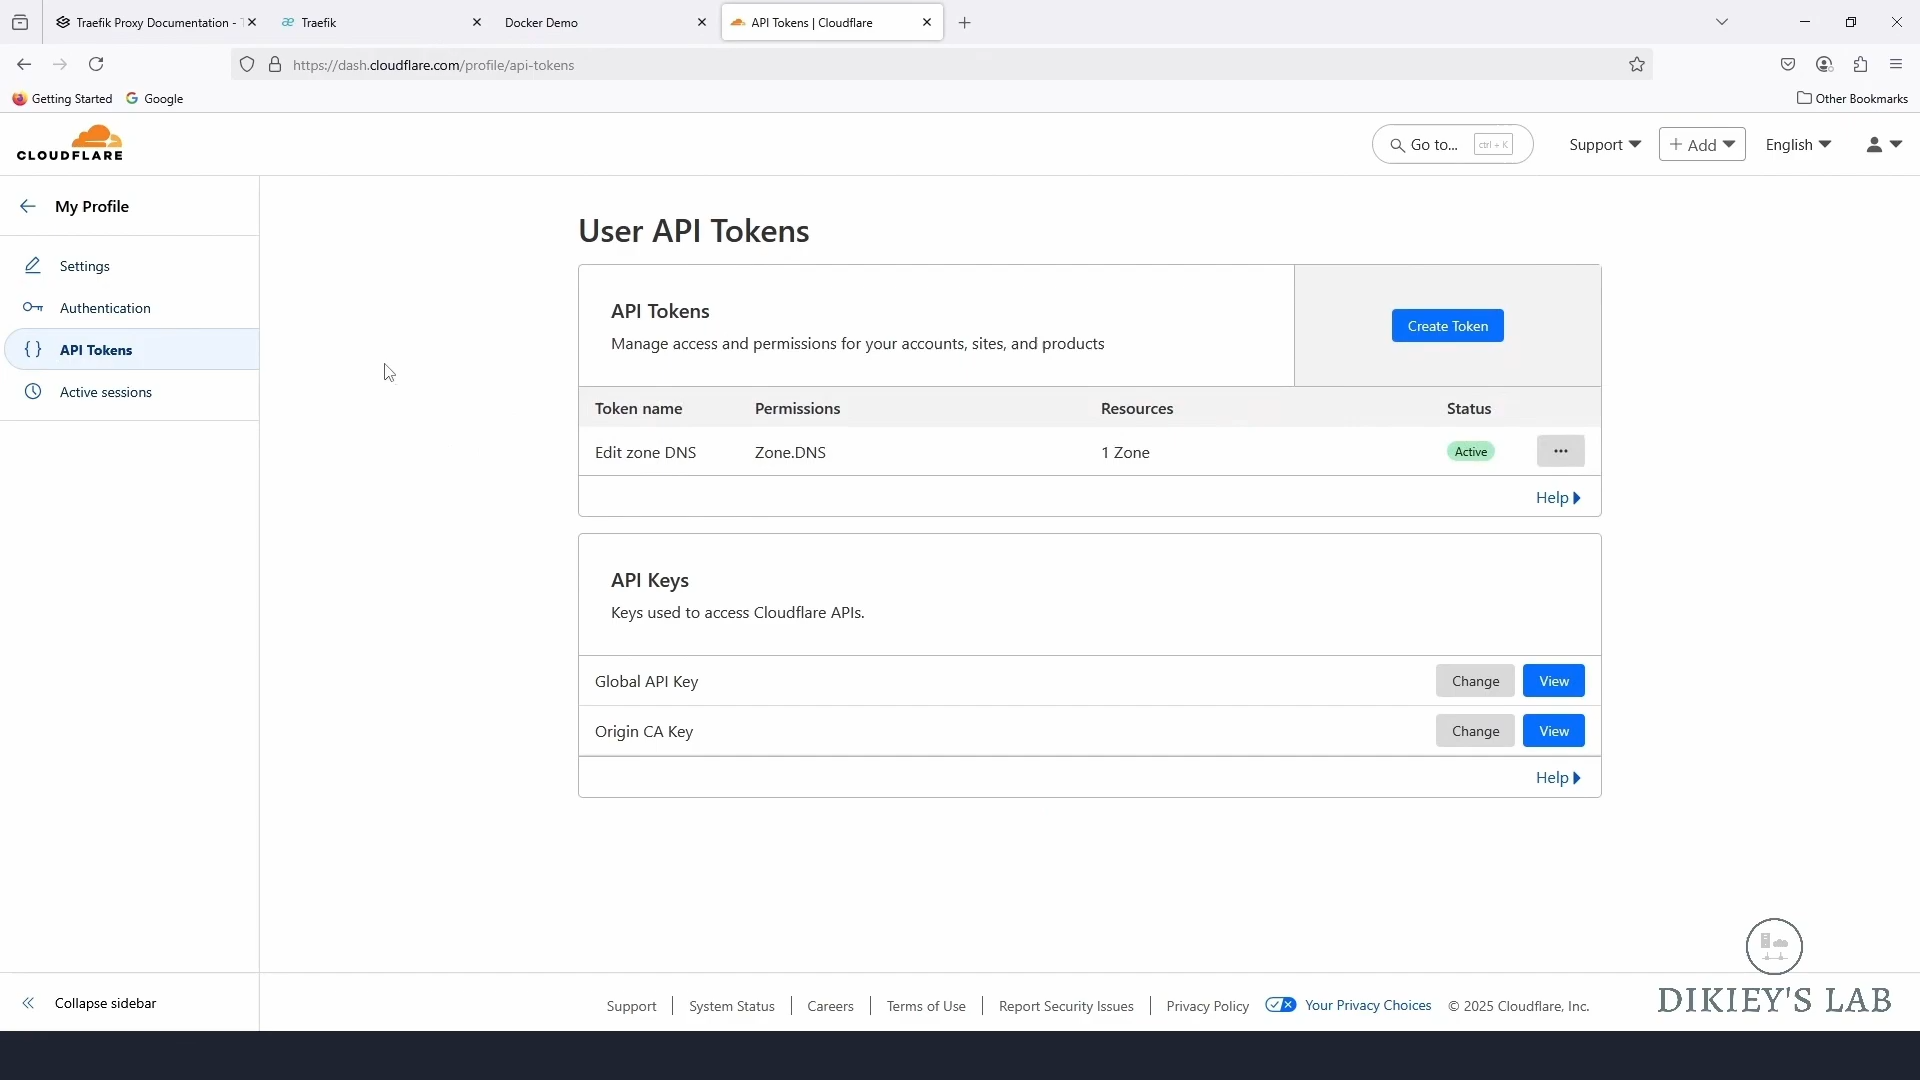 Traefik Proxy Documentation - T
Traefik
Docker Demo
API Tokens | Cloudflare
https://dash.cloudflare.com/profile/api-tokens
Getting Started
Google
Other Bookmarks
CLOUDFLARE
Go to...
ctrl + K
Support
+ Add
English
My Profile
Settings
Authentication
API Tokens
Active sessions
User API Tokens
API Tokens
Manage access and permissions for your accounts, sites, and products
Create Token
Token name Permissions Resources Status
Edit zone DNS Zone.DNS 1 Zone Active ...
Help
API Keys
Keys used to access Cloudflare APIs.
Global API Key Change View
Origin CA Key Change View
Help
Collapse sidebar
Support System Status Careers Terms of Use Report Security Issues Privacy Policy Your Privacy Choices © 2025 Cloudflare, Inc.
DIKIEY'S LAB